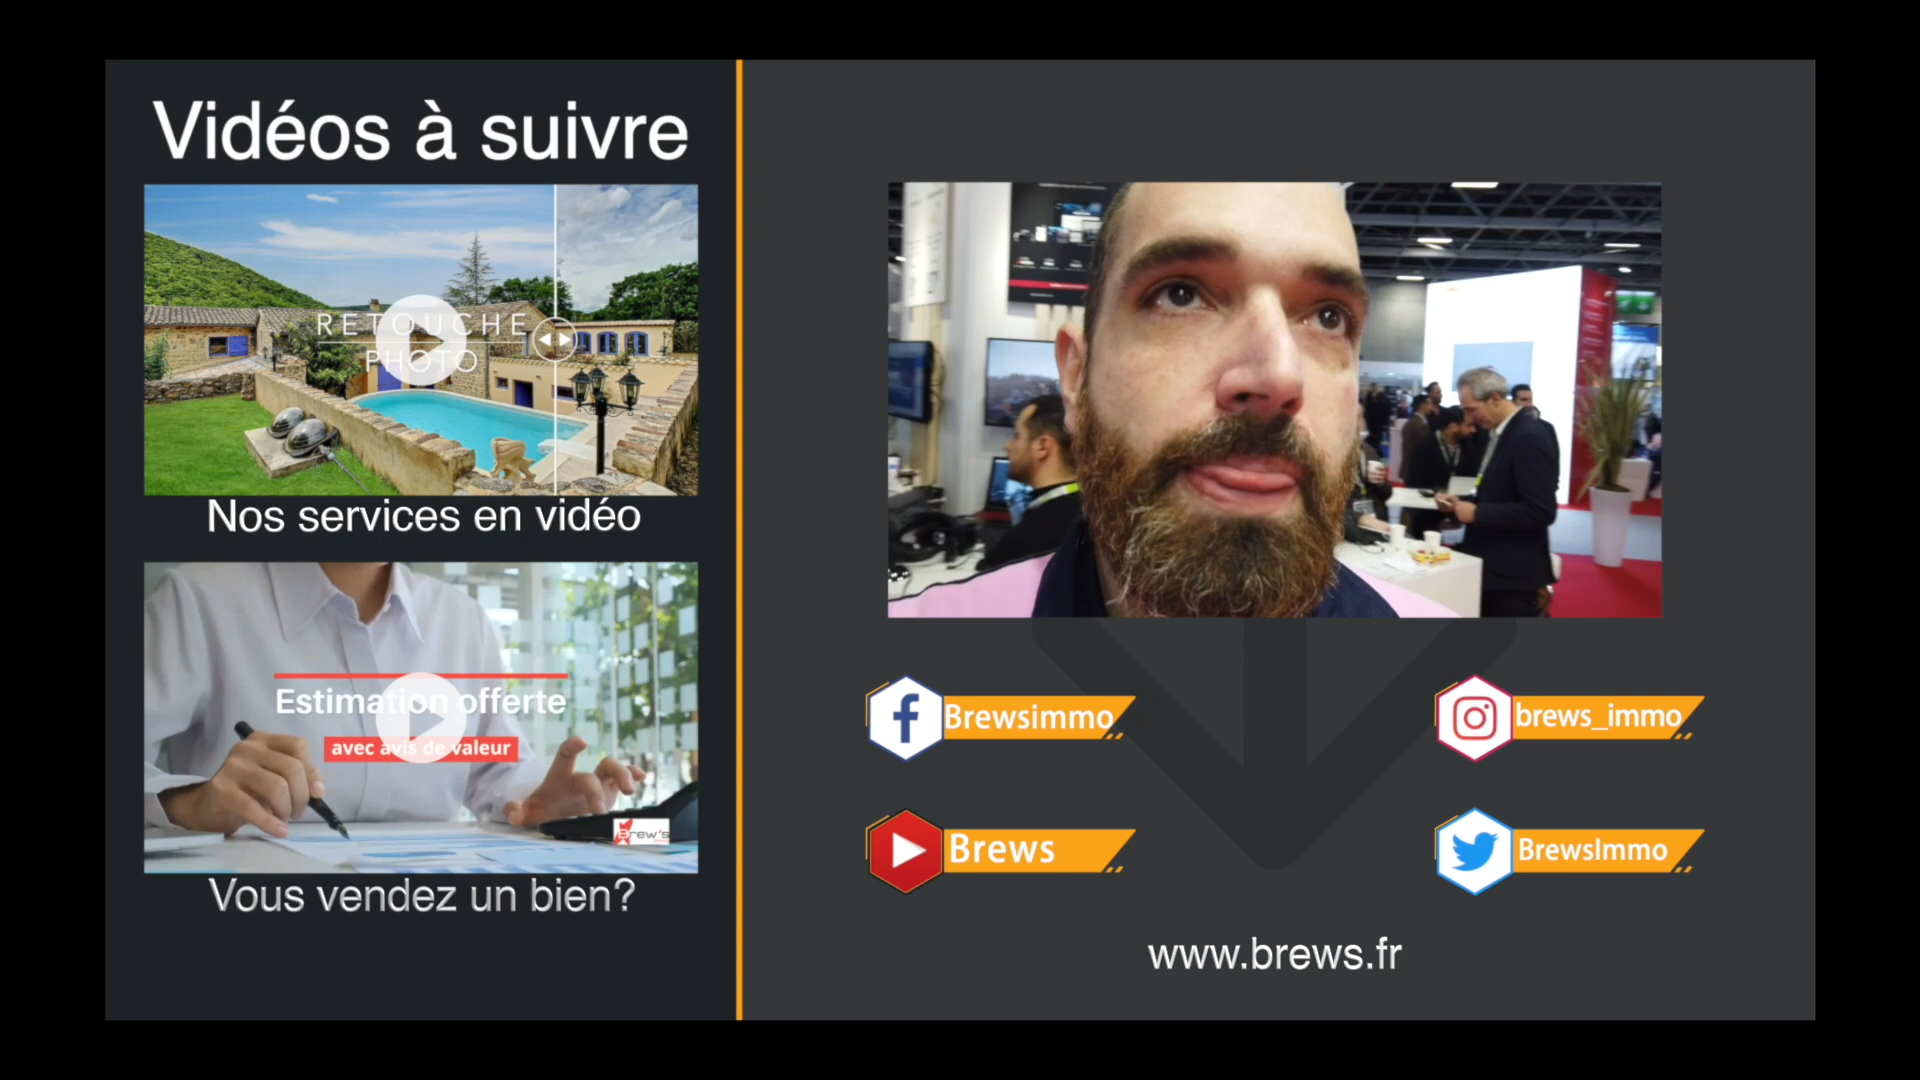 Vidéos à suivre
RETOUCHE
PHOTO
Nos services en vidéo
Estimation offerte
avec avis de valeur
Brew's
Vous vendez un bien?
Brewsimmo
brews_immo
Brews
BrewsImmo
www.brews.fr